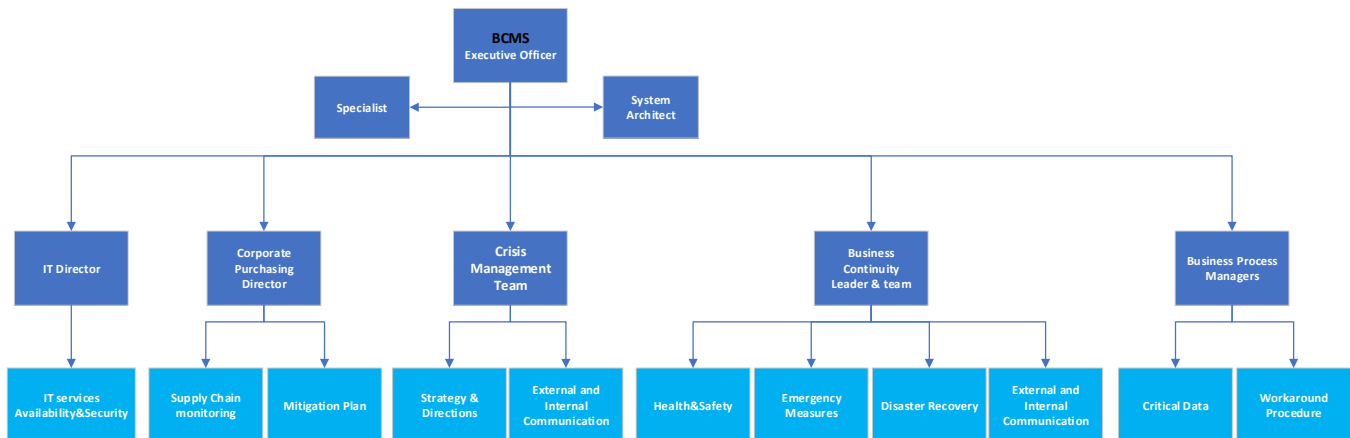 BCMS
Executive Officer
Specialist
System
Architect
IT Director
Corporate
Purchasing
Director
Crisis
Management
Team
Business
Continuity
Leader & team
Business Process
Managers
IT services
Availability&Security
Supply Chain
monitoring
Mitigation Plan
Strategy &
Directions
External and
Internal
Communication
Health&Safety
Emergency
Measures
Disaster Recovery
External and
Internal
Communication
Critical Data
Workaround
Procedure